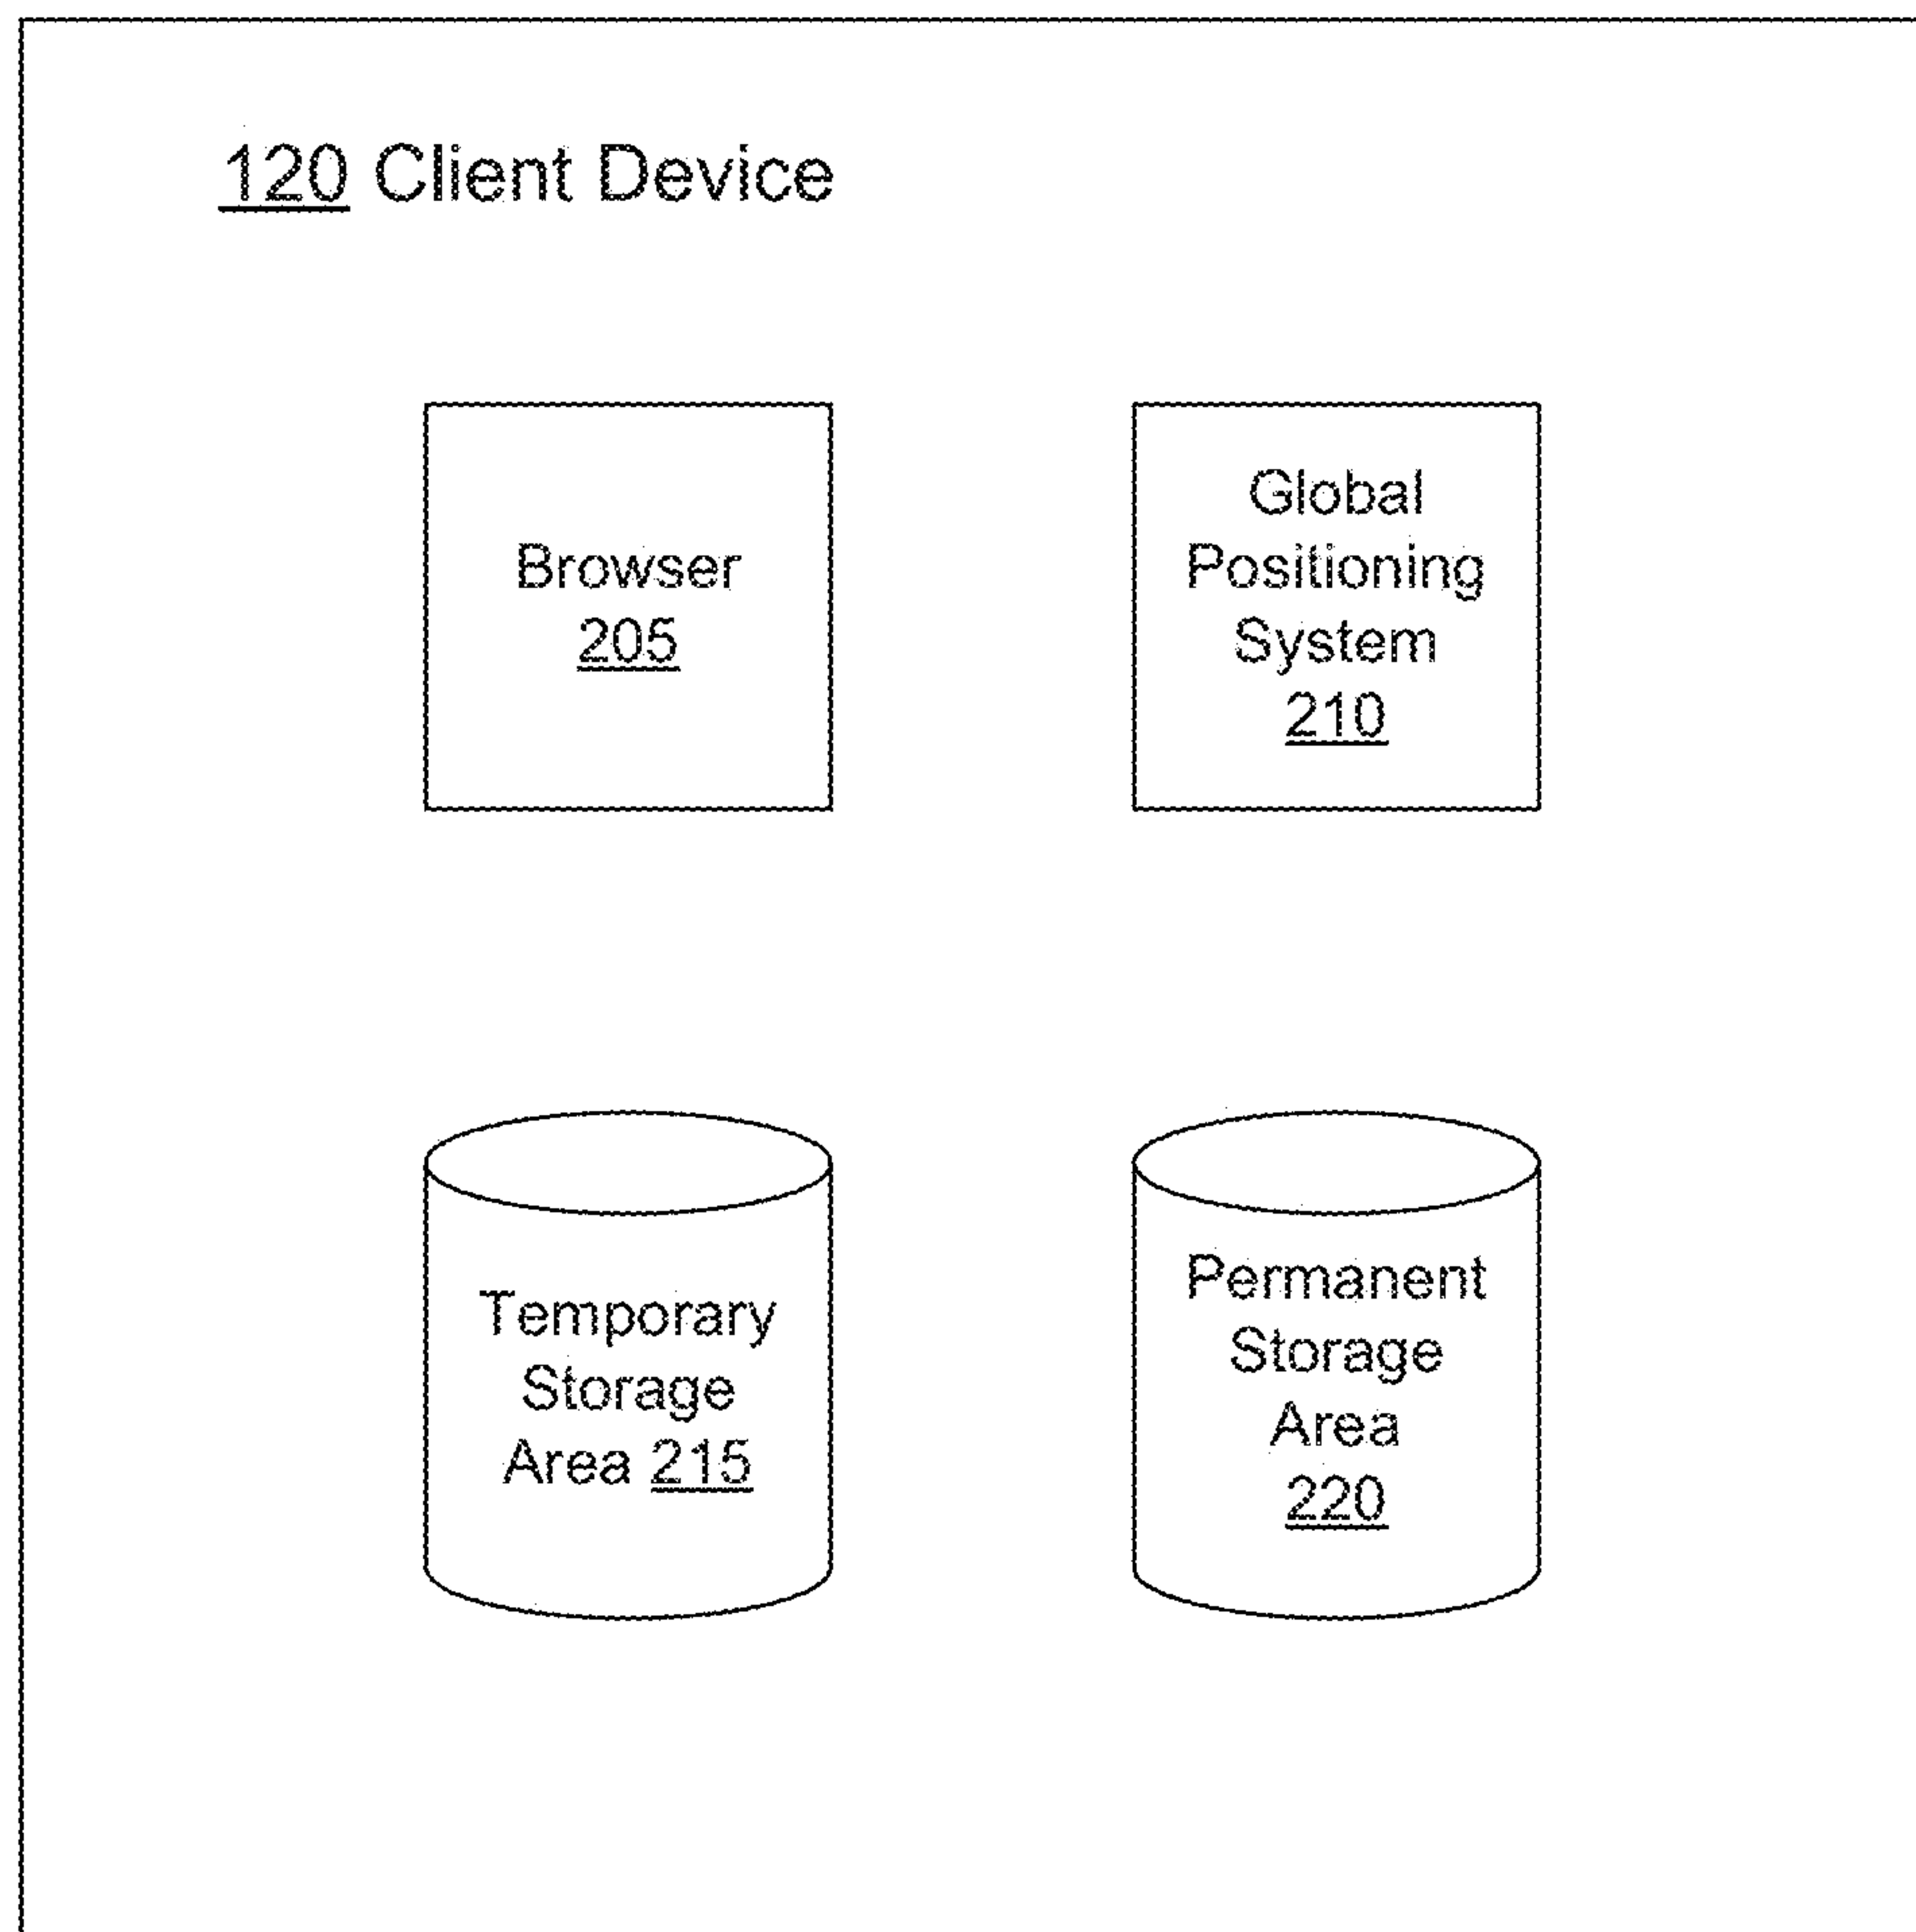 120 Client Device
Browser
205
Global
Positioning
System
210
Temporary
Storage
Area 215
Permanent
Storage
Area
220